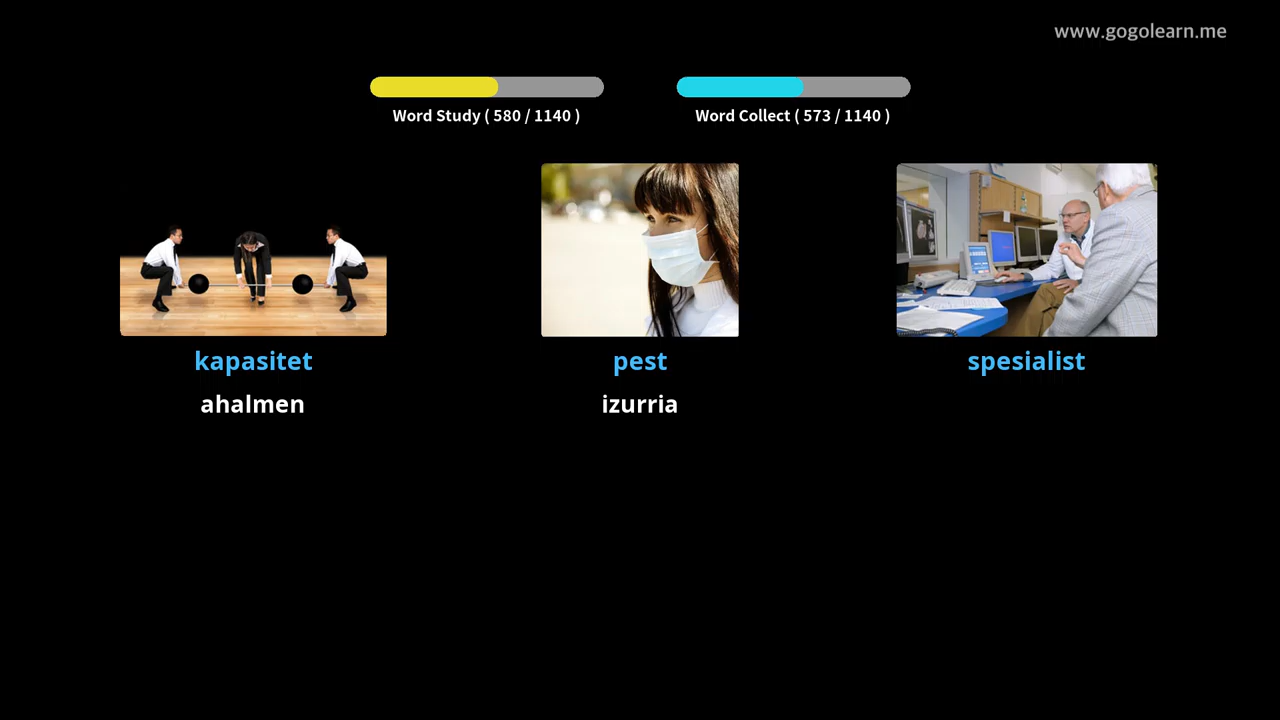 www.gogolearn.me
Word Study ( 580 / 1140 )
Word Collect ( 573 / 1140 )
kapasitet
pest
spesialist
ahalmen
izurria